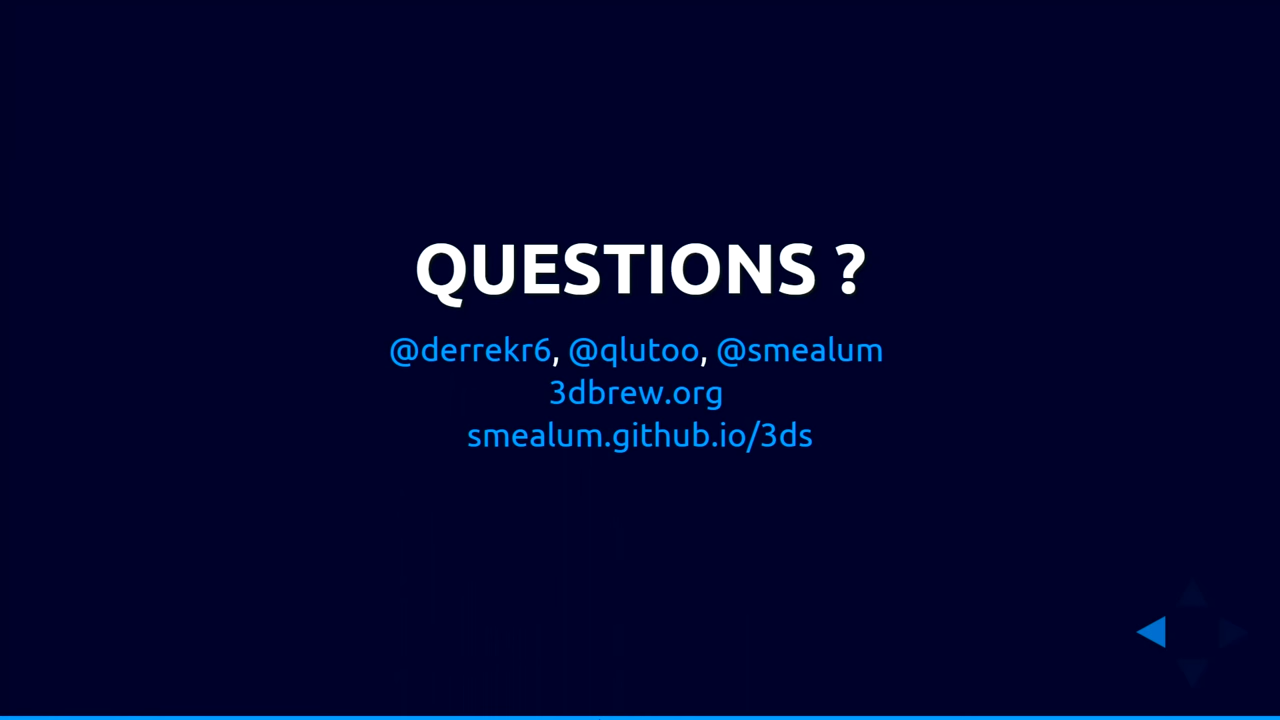 QUESTIONS ?
@derrekr6, @qlutoo, @smealum
3dbrew.org
smealum.github.io/3ds